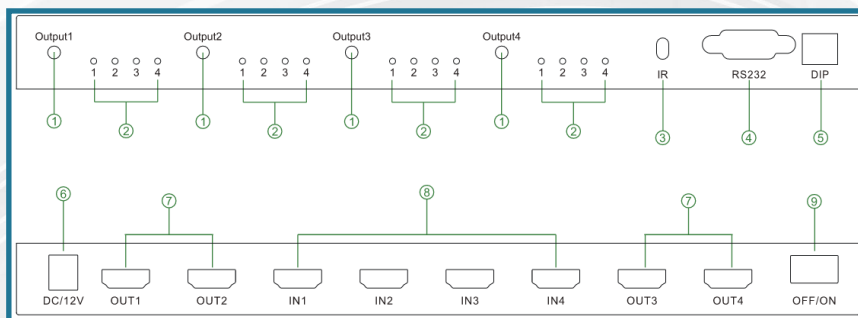 Output1 Output2 Output3 Output4
1 2 3 4 1 2 3 4 1 2 3 4 1 2 3 4 IR RS232 DIP
① ② ① ② ① ② ① ② ③ ④ ⑤
⑥ ⑦ ⑧ ⑦ ⑨
DC/12V OUT1 OUT2 IN1 IN2 IN3 IN4 OUT3 OUT4 OFF/ON